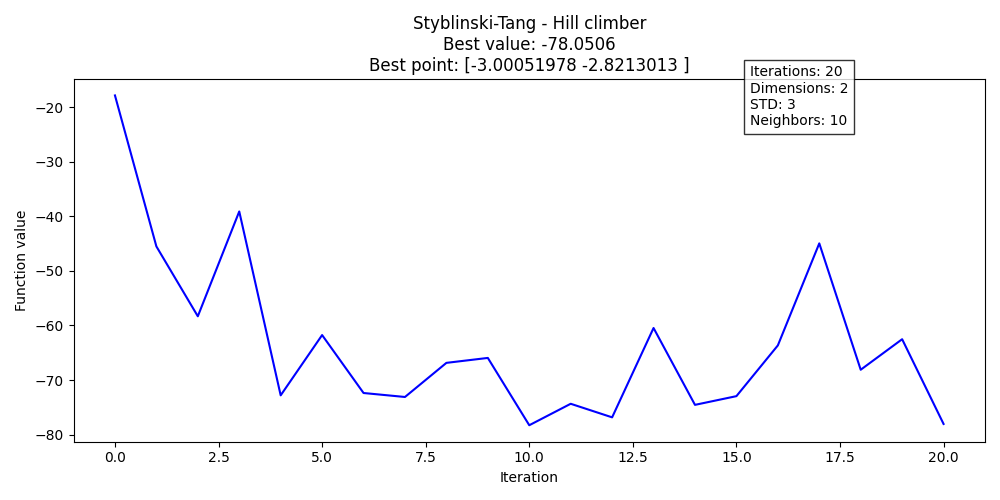 Styblinski-Tang - Hill climber
Best value: -78.0506
Best point: [-3.00051978 -2.8213013 ]
Iterations: 20
Dimensions: 2
STD: 3
Neighbors: 10
Function value
−20
−30
−40
−50
−60
−70
−80
0.0 2.5 5.0 7.5 10.0 12.5 15.0 17.5 20.0
Iteration